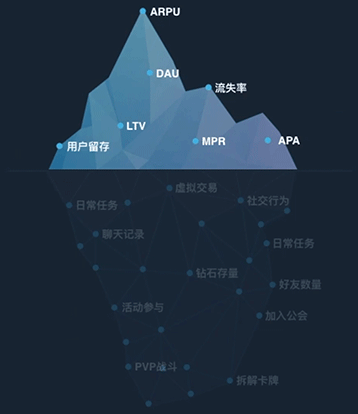 ARPU
DAU
流失率
LTV
用户留存
MPR
APA
虚拟交易
日常任务
社交行为
聊天记录
日常任务
钻石存量
好友数量
活动参与
加入公会
PVP战斗
拆解卡牌